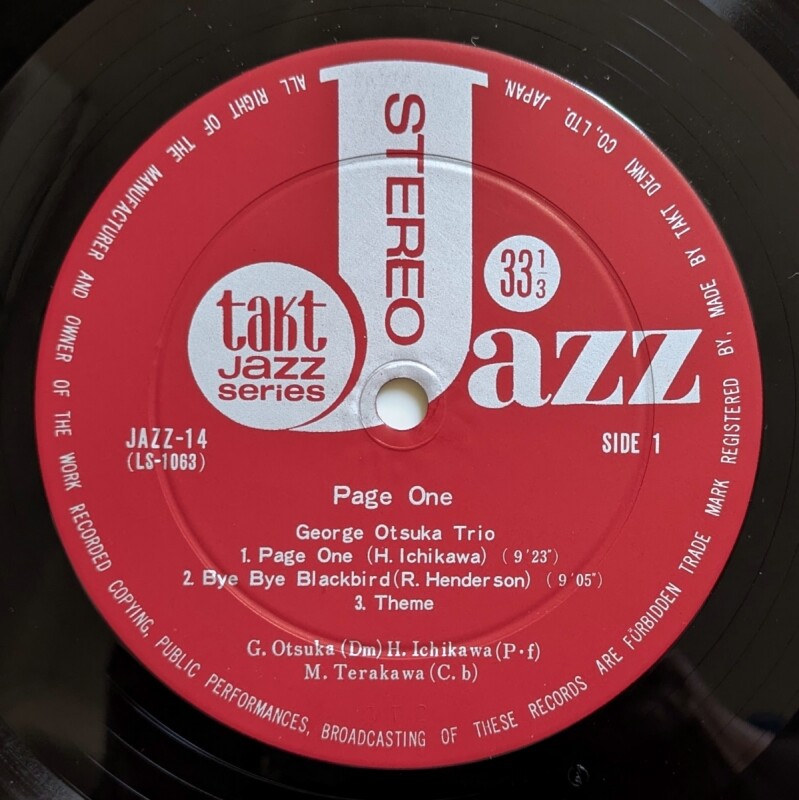 STEREO
takt
jazz
series
33 1/3
Jazz
JAZZ-14
(LS-1063)
SIDE 1
Page One
George Otsuka Trio
1. Page One (H. Ichikawa) (9'23")
2. Bye Bye Blackbird (R. Henderson) (9'05")
3. Theme
G. Otsuka (Dm) H. Ichikawa (P・f)
M. Terakawa (C. b)
ALL RIGHT OF THE MANUFACTURER AND OWNER OF THE WORK RECORDED COPYING, PUBLIC PERFORMANCES, BROADCASTING OF THESE RECORDS ARE FÜRBIDDEN TRADE MARK REGISTERED BY, MADE BY TAKT DENKI CO., LTD. JAPAN.